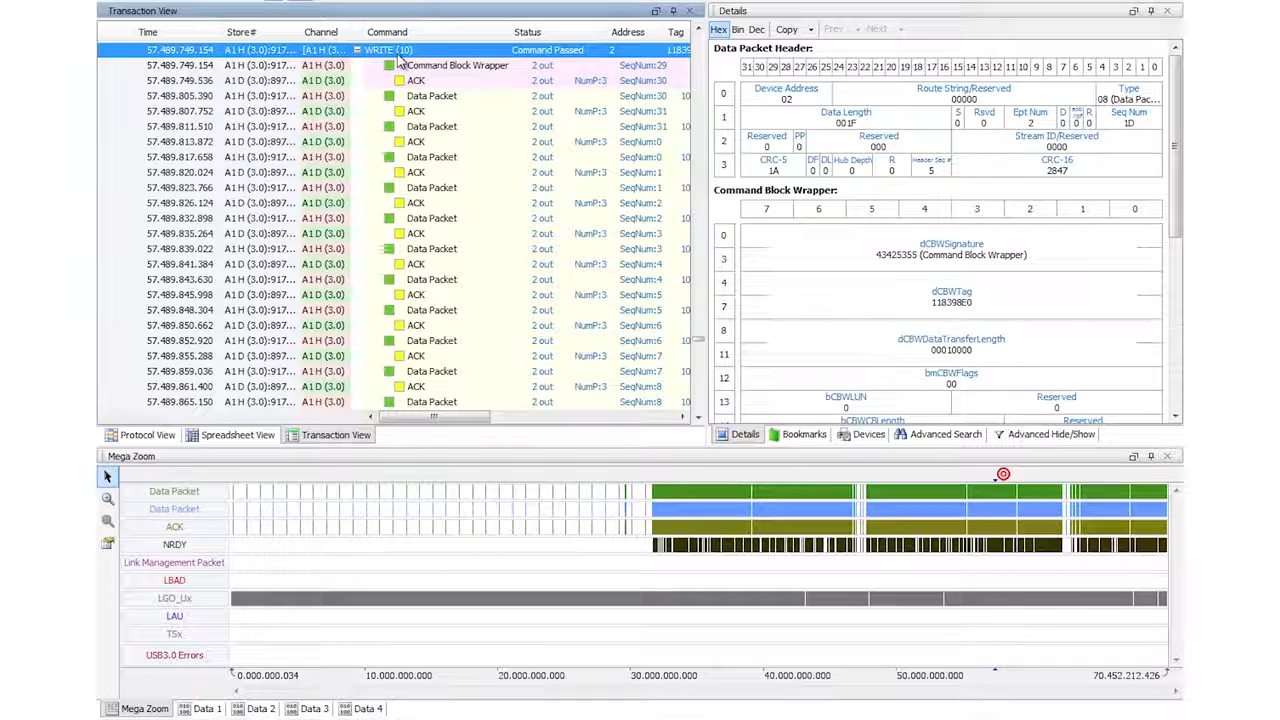 Transaction View
Time Store# Channel Command Status Address Tag
57.489.749.154 A1 H (3.0):917... [A1 H (3... WRITE (10) Command Passed 2 11839
57.489.749.154 A1 H (3.0):917... A1 H (3.0) Command Block Wrapper 2 out SeqNum:29
57.489.749.536 A1 D (3.0):897... A1 D (3.0) ACK 2 out NumP:3 SeqNum:30
57.489.805.390 A1 H (3.0):917... A1 H (3.0) Data Packet 2 out SeqNum:30 10
57.489.807.752 A1 D (3.0):897... A1 D (3.0) ACK 2 out NumP:3 SeqNum:31
57.489.811.510 A1 H (3.0):917... A1 H (3.0) Data Packet 2 out SeqNum:31 10
57.489.813.872 A1 D (3.0):897... A1 D (3.0) ACK 2 out NumP:3 SeqNum:0
57.489.817.658 A1 H (3.0):917... A1 H (3.0) Data Packet 2 out SeqNum:0 10
57.489.820.024 A1 D (3.0):897... A1 D (3.0) ACK 2 out NumP:3 SeqNum:1
57.489.823.766 A1 H (3.0):917... A1 H (3.0) Data Packet 2 out SeqNum:1 10
57.489.826.124 A1 D (3.0):897... A1 D (3.0) ACK 2 out NumP:3 SeqNum:2
57.489.832.898 A1 H (3.0):917... A1 H (3.0) Data Packet 2 out SeqNum:2 10
57.489.835.264 A1 D (3.0):897... A1 D (3.0) ACK 2 out NumP:3 SeqNum:3
57.489.839.022 A1 H (3.0):917... A1 H (3.0) Data Packet 2 out SeqNum:3 10
57.489.841.384 A1 D (3.0):897... A1 D (3.0) ACK 2 out NumP:3 SeqNum:4
57.489.843.630 A1 H (3.0):917... A1 H (3.0) Data Packet 2 out SeqNum:4 10
57.489.845.998 A1 D (3.0):897... A1 D (3.0) ACK 2 out NumP:3 SeqNum:5
57.489.848.304 A1 H (3.0):917... A1 H (3.0) Data Packet 2 out SeqNum:5 10
57.489.850.662 A1 D (3.0):897... A1 D (3.0) ACK 2 out NumP:3 SeqNum:6
57.489.852.920 A1 H (3.0):917... A1 H (3.0) Data Packet 2 out SeqNum:6 10
57.489.855.288 A1 D (3.0):897... A1 D (3.0) ACK 2 out NumP:3 SeqNum:7
57.489.859.036 A1 H (3.0):917... A1 H (3.0) Data Packet 2 out SeqNum:7 10
57.489.861.400 A1 D (3.0):897... A1 D (3.0) ACK 2 out NumP:3 SeqNum:8
57.489.865.150 A1 H (3.0):917... A1 H (3.0) Data Packet 2 out SeqNum:8 10
Protocol View Spreadsheet View Transaction View
Details
Hex Bin Dec Copy Prev Next
Data Packet Header:
31 30 29 28 27 26 25 24 23 22 21 20 19 18 17 16 15 14 13 12 11 10 9 8 7 6 5 4 3 2 1 0
0 Device Address Route String/Reserved Type
02 00000 08 (Data Pac...
1 Data Length S Rsvd Ept Num D R Seq Num
001F 0 0 2 0 0 0 1D
2 Reserved PP Reserved Stream ID/Reserved
0 0 000 0000
3 CRC-5 DF DL Hub Depth R Header Seq # CRC-16
1A 0 0 0 0 5 2847
Command Block Wrapper:
7 6 5 4 3 2 1 0
0 dCBWSignature
3 43425355 (Command Block Wrapper)
4 dCBWTag
7 118398E0
8 dCBWDataTransferLength
11 00010000
12 bmCBWFlags
00
13 bCBWLUN Reserved
0 0
bCBWCBLength Reserved
Details Bookmarks Devices Advanced Search Advanced Hide/Show
Mega Zoom
Data Packet
Data Packet
ACK
NRDY
Link Management Packet
LBAD
LGO_Ux
LAU
TSx
USB3.0 Errors
0.000.000.034 10.000.000.000 20.000.000.000 30.000.000.000 40.000.000.000 50.000.000.000 70.452.212.426
Mega Zoom Data 1 Data 2 Data 3 Data 4